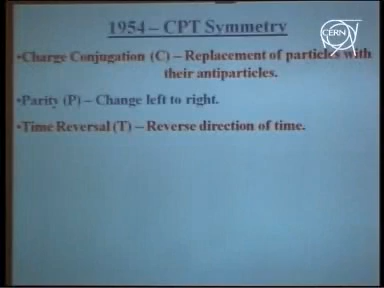 1954 – CPT Symmetry
CERN
•Charge Conjugation (C) – Replacement of particles with
their antiparticles.
•Parity (P) – Change left to right.
•Time Reversal (T) – Reverse direction of time.